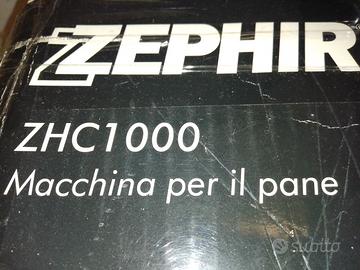 ZEPHIR
ZHC1000
Macchina per il pane
subito